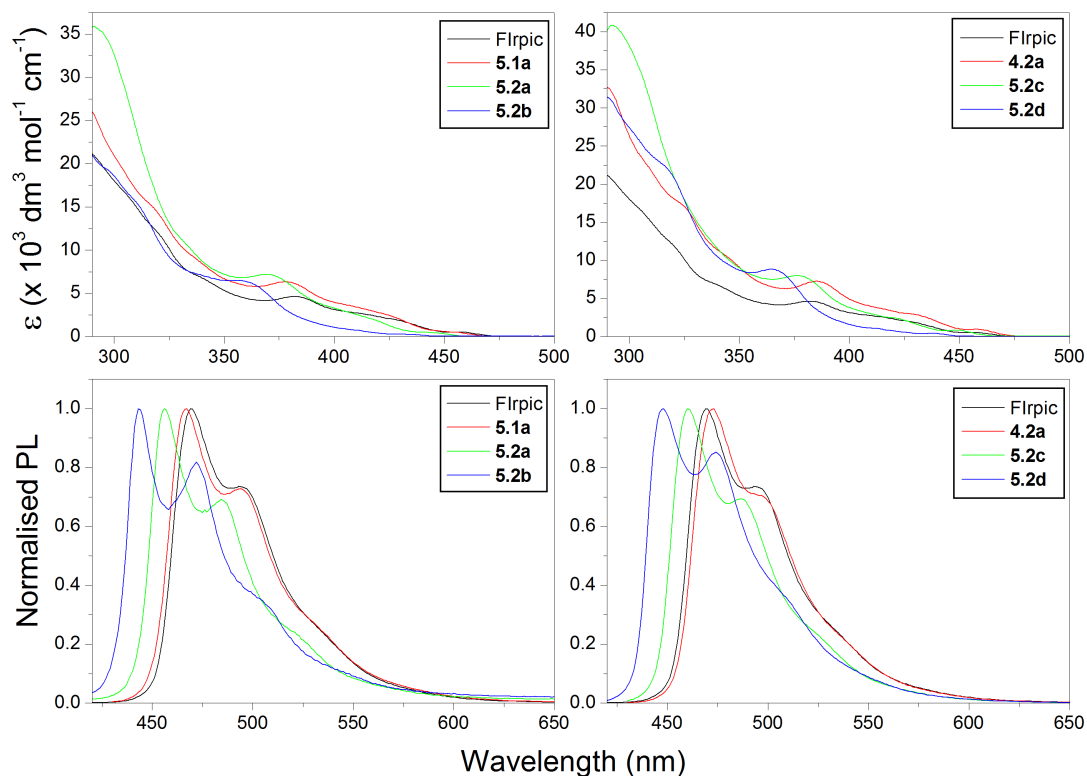 ε (x 10³ dm³ mol⁻¹ cm⁻¹)
35
30
25
20
15
10
5
0
FIrpic
5.1a
5.2a
5.2b
300 350 400 450 500
40
35
30
25
20
15
10
5
0
FIrpic
4.2a
5.2c
5.2d
300 350 400 450 500
Normalised PL
1.0
0.8
0.6
0.4
0.2
0.0
FIrpic
5.1a
5.2a
5.2b
450 500 550 600 650
1.0
0.8
0.6
0.4
0.2
0.0
FIrpic
4.2a
5.2c
5.2d
450 500 550 600 650
Wavelength (nm)